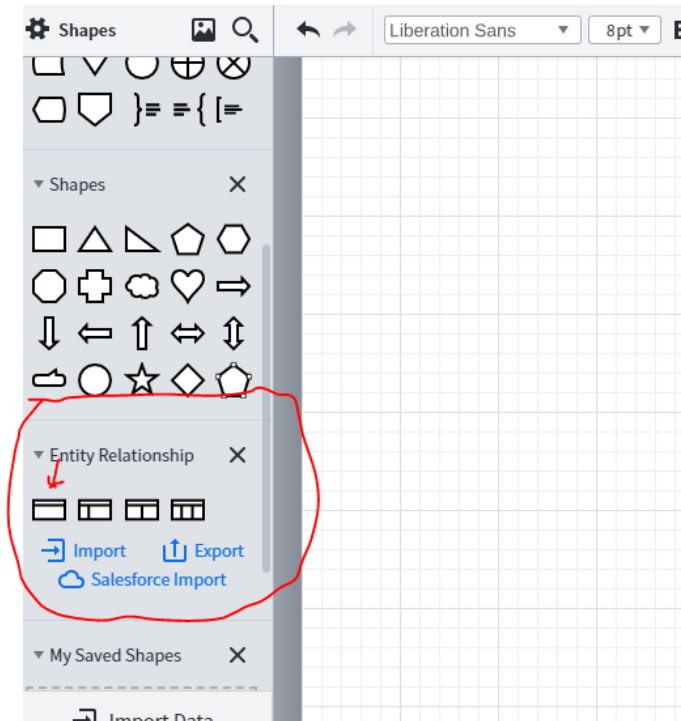 Shapes
Liberation Sans
8pt
Shapes
Entity Relationship
Import
Export
Salesforce Import
My Saved Shapes
Import Data